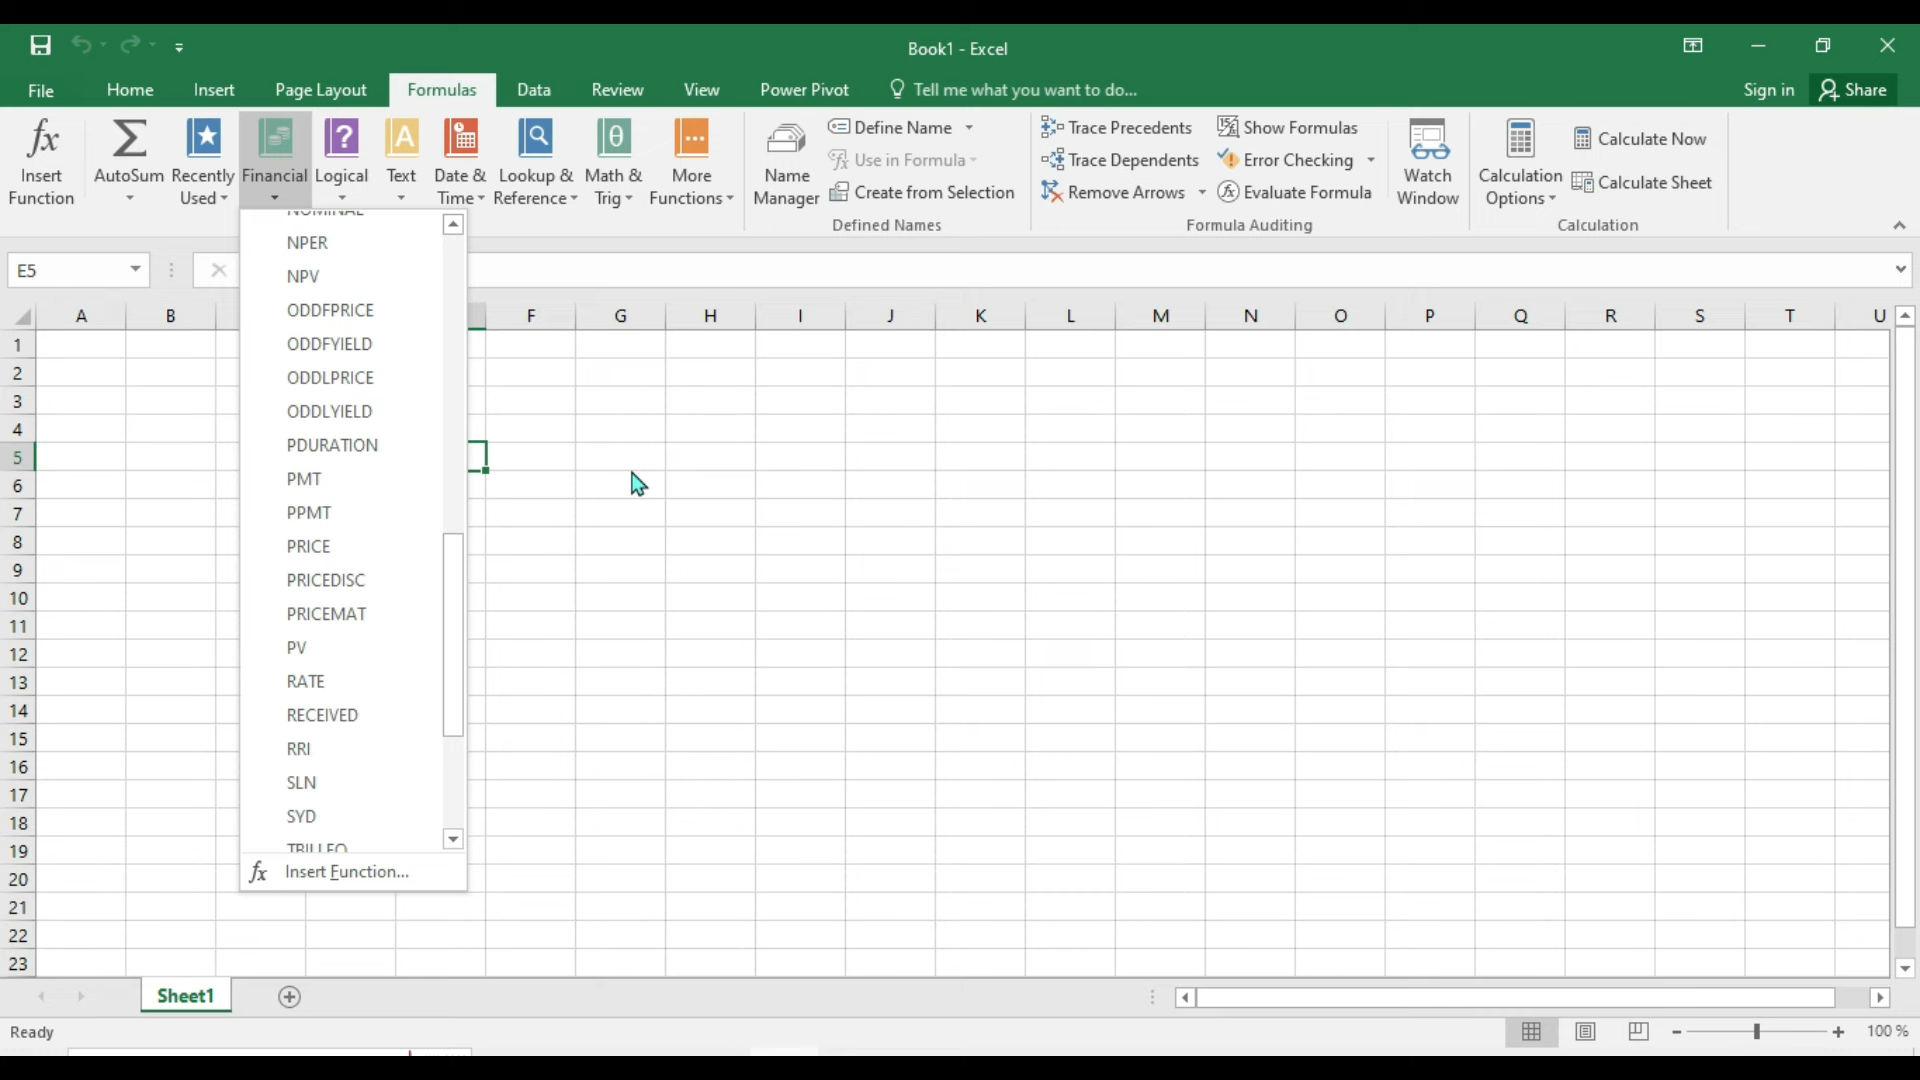 Book1 - Excel
File Home Insert Page Layout Formulas Data Review View Power Pivot Tell me what you want to do... Sign in Share
fx Insert Function
Σ AutoSum
Recently Used
Financial
Logical
A Text
Date & Time
Lookup & Reference
θ Math & Trig
More Functions
Name Manager
Define Name
Use in Formula
Create from Selection
Defined Names
Trace Precedents
Trace Dependents
Remove Arrows
Show Formulas
Error Checking
Evaluate Formula
Formula Auditing
Watch Window
Calculation Options
Calculate Now
Calculate Sheet
Calculation
E5
A B F G H I J K L M N O P Q R S T U
1
2
3
4
5
6
7
8
9
10
11
12
13
14
15
16
17
18
19
20
21
22
23
NOMINAL
NPER
NPV
ODDFPRICE
ODDFYIELD
ODDLPRICE
ODDLYIELD
PDURATION
PMT
PPMT
PRICE
PRICEDISC
PRICEMAT
PV
RATE
RECEIVED
RRI
SLN
SYD
TBILLEQ
fx Insert Function...
Sheet1
Ready
100 %